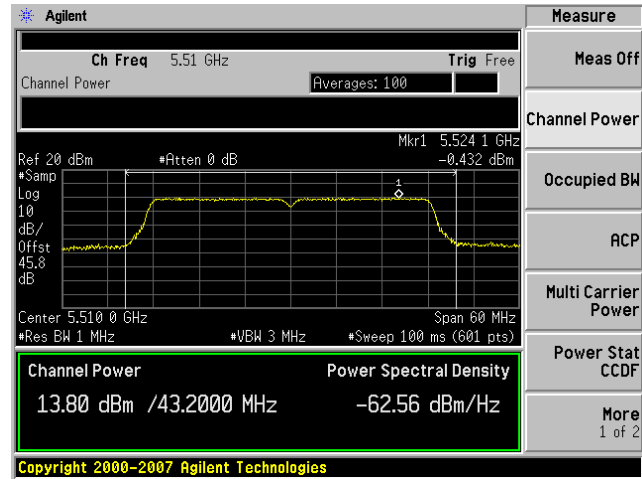 Agilent
Measure
Ch Freq 5.51 GHz Trig Free
Meas Off
Channel Power Averages: 100
Channel Power
Mkr1 5.524 1 GHz
Ref 20 dBm #Atten 0 dB -0.432 dBm
#Samp
Log
10
dB/
Offst
45.8
dB
1
Occupied BW
ACP
Multi Carrier
Power
Center 5.510 0 GHz Span 60 MHz
#Res BW 1 MHz #VBW 3 MHz #Sweep 100 ms (601 pts)
Power Stat
CCDF
Channel Power Power Spectral Density
13.80 dBm /43.2000 MHz -62.56 dBm/Hz
More
1 of 2
Copyright 2000-2007 Agilent Technologies